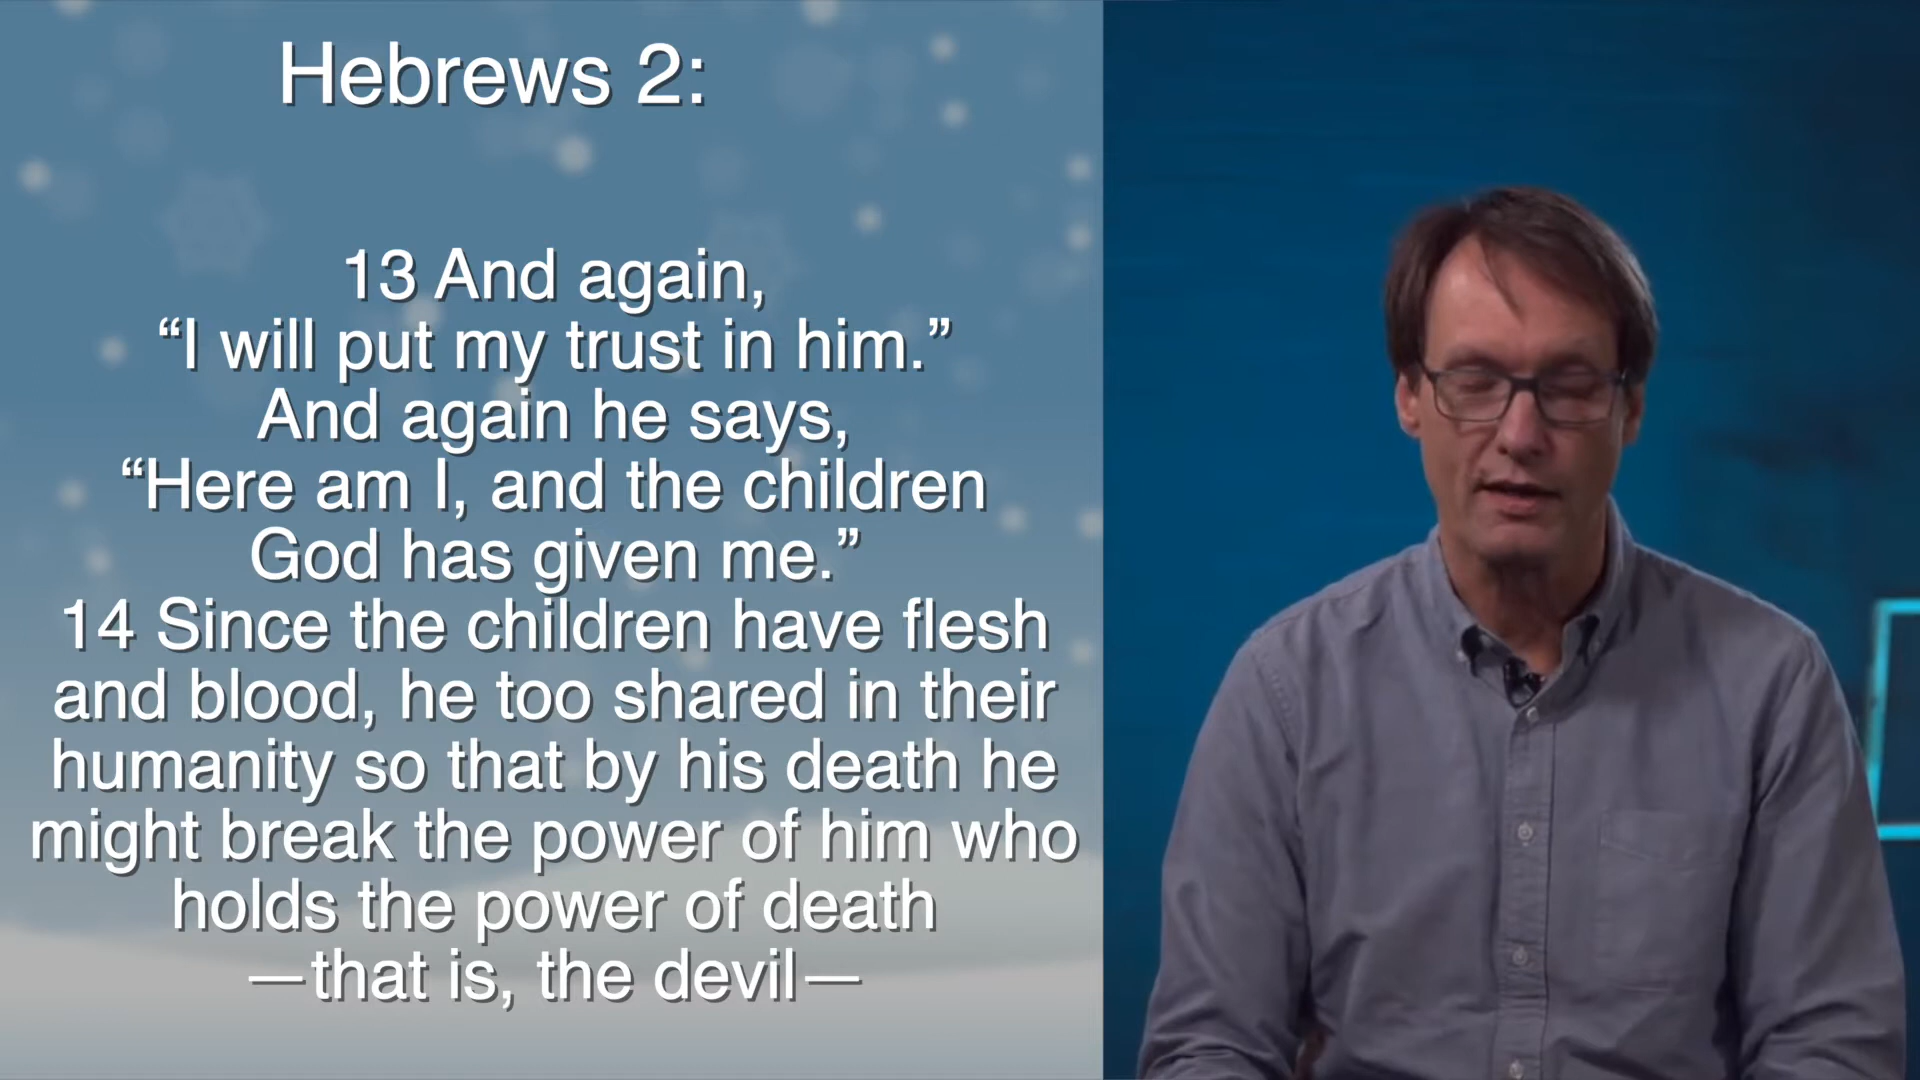 Hebrews 2:
13 And again,
“I will put my trust in him.”
And again he says,
“Here am I, and the children
God has given me.”
14 Since the children have flesh
and blood, he too shared in their
humanity so that by his death he
might break the power of him who
holds the power of death
—that is, the devil—